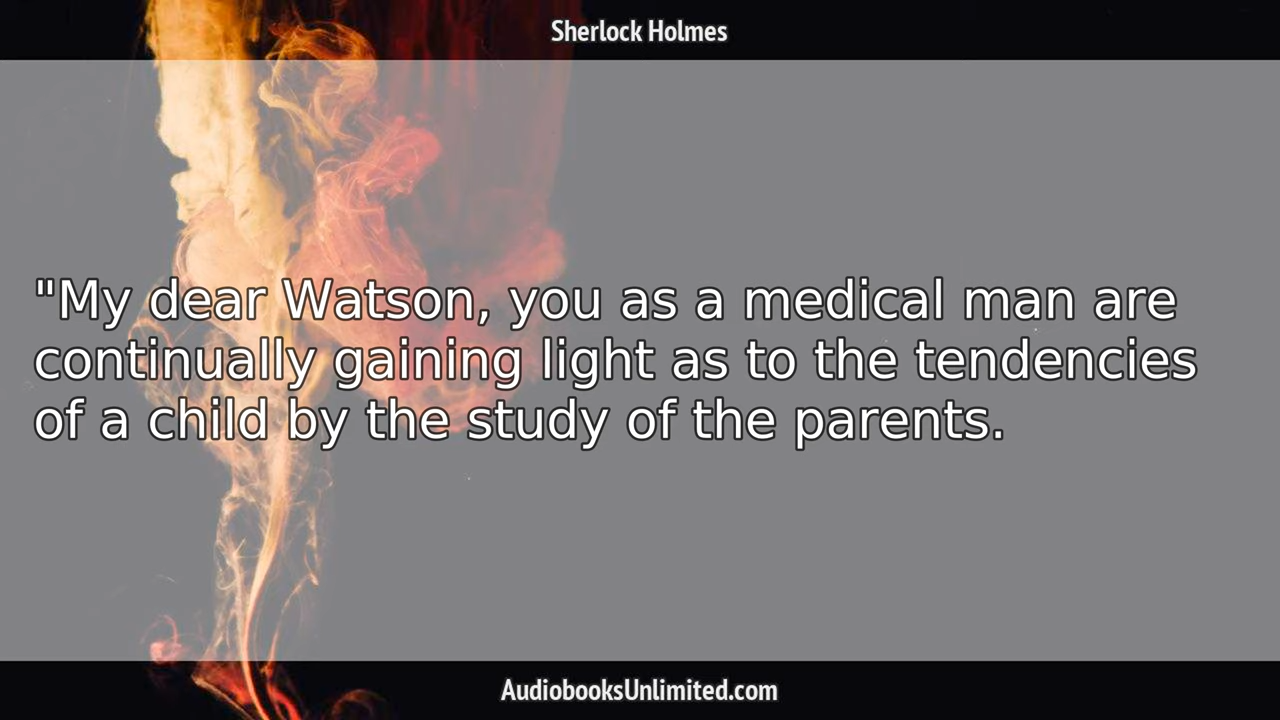 Sherlock Holmes
"My dear Watson, you as a medical man are
continually gaining light as to the tendencies
of a child by the study of the parents.
AudiobooksUnlimited.com